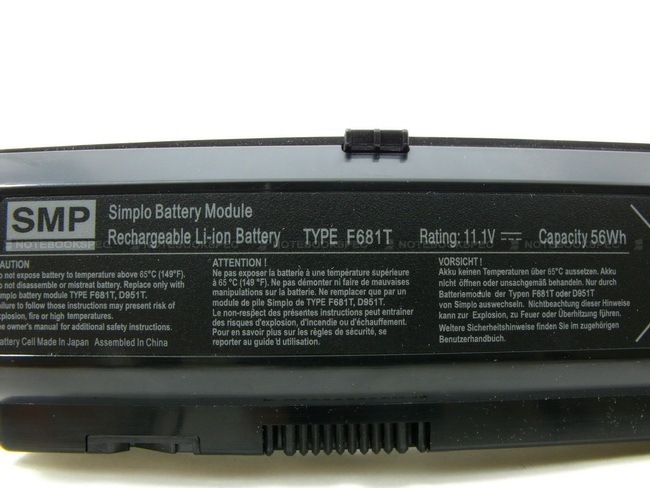 SMP
Simplo Battery Module
Rechargeable Li-ion Battery TYPE F681T Rating: 11.1V ⎓ Capacity 56Wh
NOTEBOOKSPEC NOTEBOOKSPEC NOTEBOOKSPEC NOTEBOOKSPEC NOTEBOOKSPEC
AUTION
o not expose battery to temperature above 65°C (149°F).
o not disassemble or mistreat battery. Replace only with
implo battery module TYPE F681T, D951T.
ailure to follow those instructions may present risk of
xplosion, fire or high temperatures.
ee owner's manual for additional safety instructions.
attery Cell Made In Japan Assembled In China
ATTENTION !
Ne pas exposer la batterie à une température supérieure
à 65 °C (149 °F). Ne pas démonter ni faire de mauvaises
manipulations sur la batterie. Ne remplacer que par un
module de pile Simplo de TYPE F681T, D951T.
Le non-respect des présentes instructions peut entraîner
des risques d'explosion, d'incendie ou d'échauffement.
Pour en savoir plus sur les règles de sécurité, se
reporter au guide'd utilisation.
VORSICHT !
Akku keinen Temperaturen über 65°C aussetzen. Akku
nicht öffnen oder unsachgemäß behandeln. Nur durch
Batteriemodule der Typen F681T oder D951T
von Simplo auswechseln. Nichtbeachtung dieser Hinweise
kann zur Explosion, zu Feuer oder Überhitzung führen.
Weitere Sicherheitshinweise finden Sie im zugehörigen
Benutzerhandbuch.